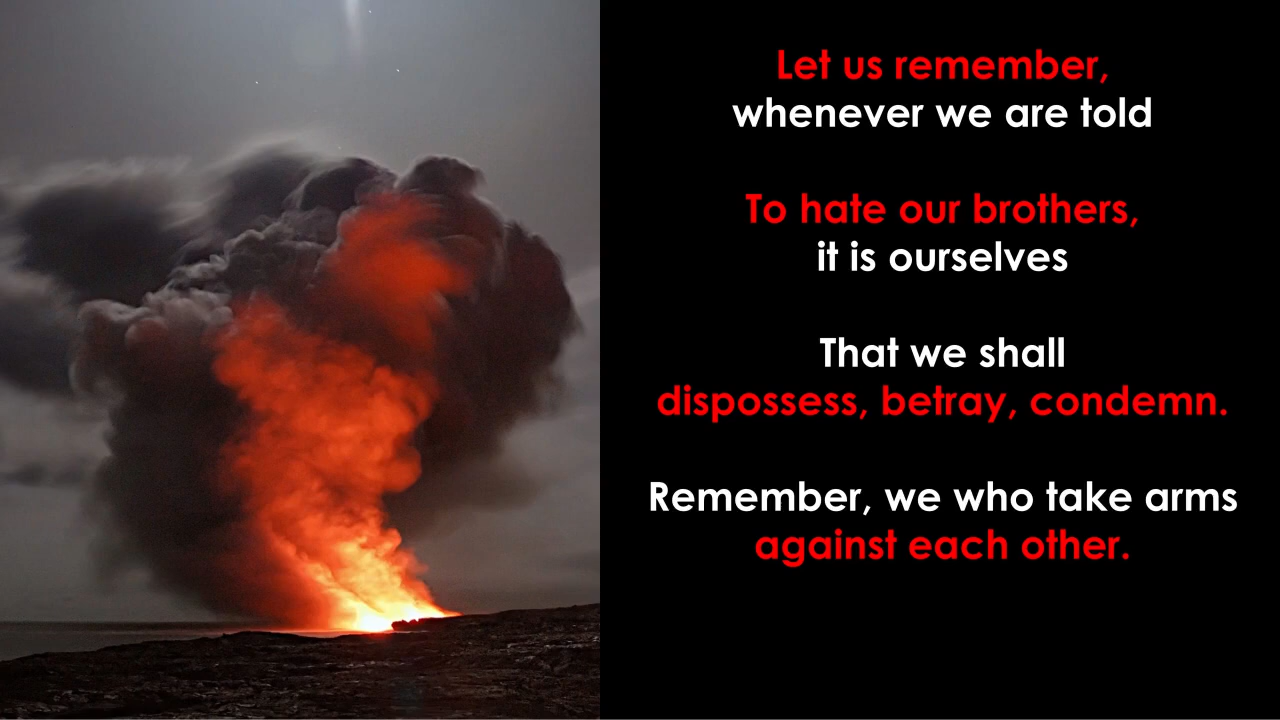 Let us remember,
whenever we are told
To hate our brothers,
it is ourselves
That we shall
dispossess, betray, condemn.
Remember, we who take arms
against each other.